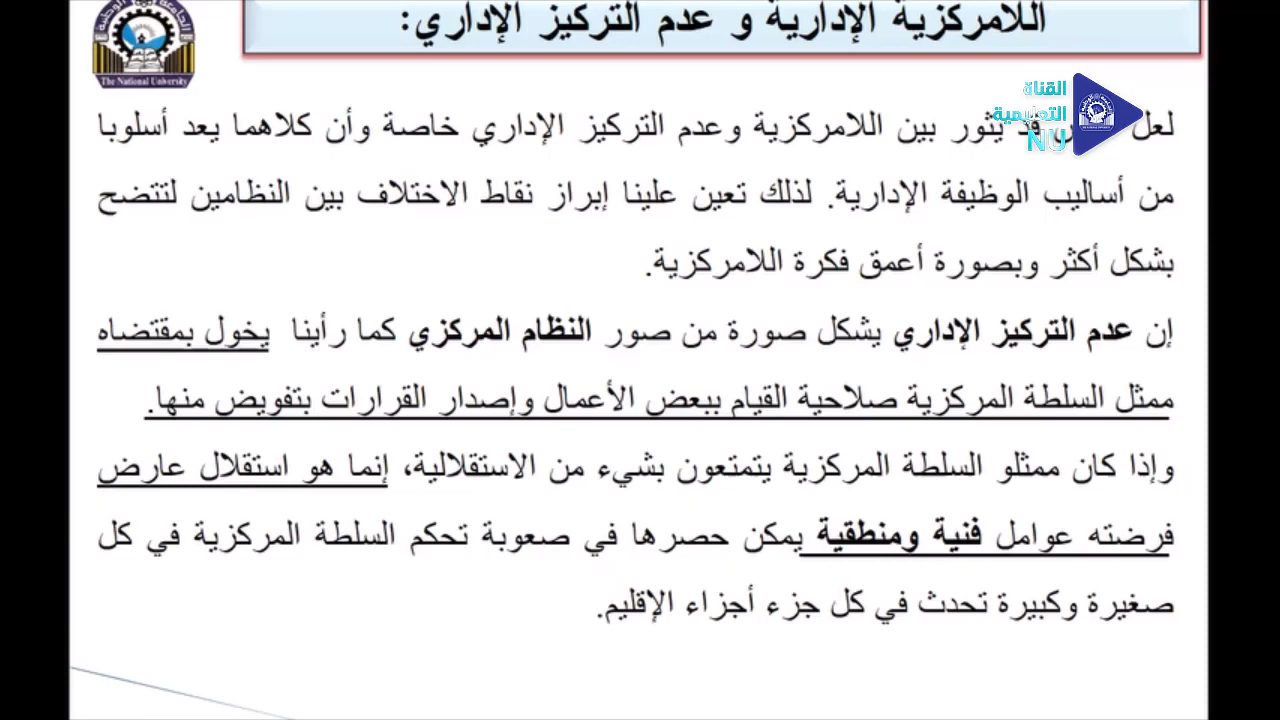 اللامركزية الإدارية و عدم التركيز الإداري:
The National University
القناة
التعليمية
NU
لعل قد يثور بين اللامركزية وعدم التركيز الإداري خاصة وأن كلاهما يعد أسلوبا
من أساليب الوظيفة الإدارية. لذلك تعين علينا إبراز نقاط الاختلاف بين النظامين لتتضح
بشكل أكثر وبصورة أعمق فكرة اللامركزية.
إن عدم التركيز الإداري يشكل صورة من صور النظام المركزي كما رأينا يخول بمقتضاه
ممثل السلطة المركزية صلاحية القيام ببعض الأعمال وإصدار القرارات بتفويض منها.
وإذا كان ممثلو السلطة المركزية يتمتعون بشيء من الاستقلالية، إنما هو استقلال عارض
فرضته عوامل فنية ومنطقية يمكن حصرها في صعوبة تحكم السلطة المركزية في كل
صغيرة وكبيرة تحدث في كل جزء أجزاء الإقليم.